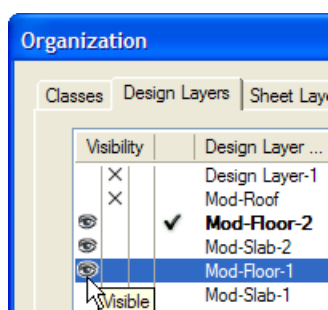 Organization
Classes Design Layers Sheet Lay
Visibility Design Layer ...
Design Layer-1
Mod-Roof
Mod-Floor-2
Mod-Slab-2
Mod-Floor-1
Visible Mod-Slab-1